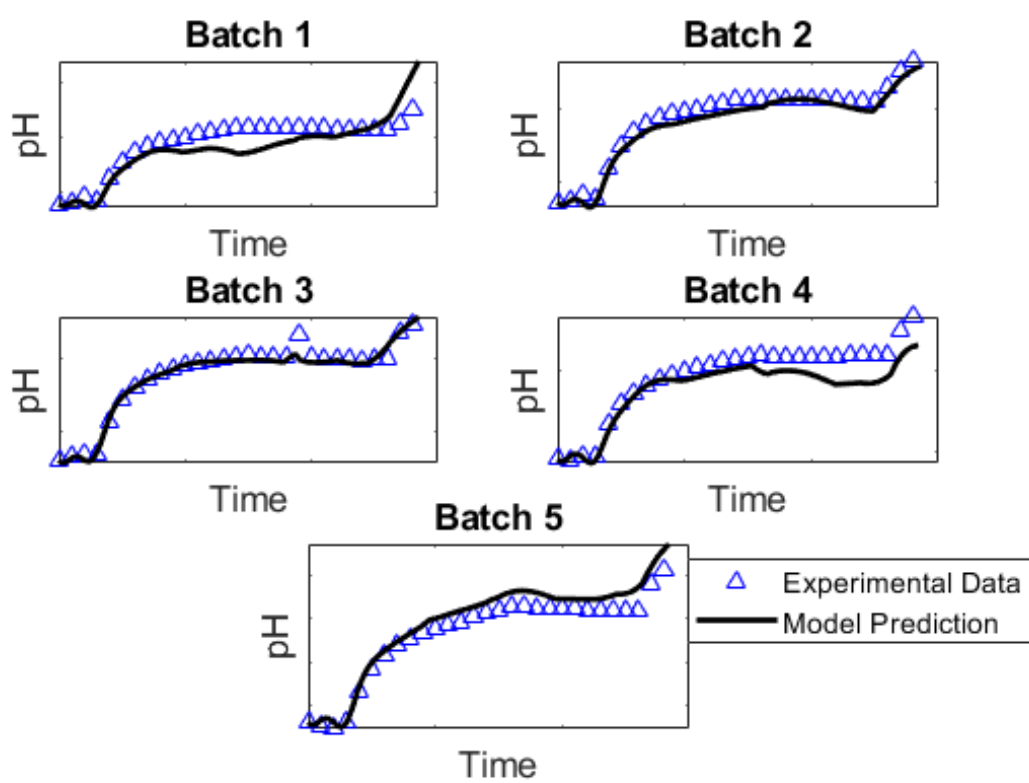 Batch 1
pH
Time
Batch 2
pH
Time
Batch 3
pH
Time
Batch 4
pH
Time
Batch 5
pH
Time
Experimental Data
Model Prediction